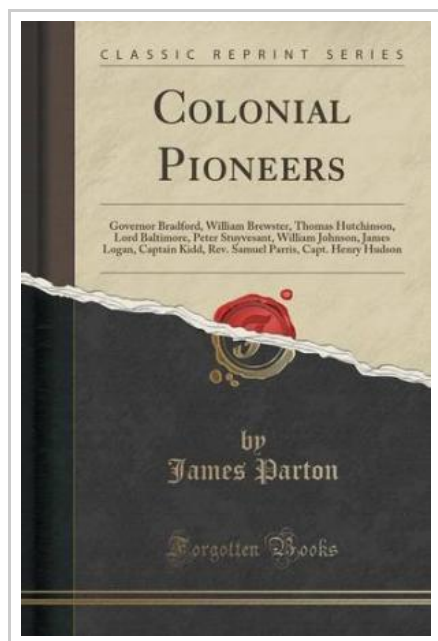 CLASSIC REPRINT SERIES
COLONIAL
PIONEERS
Governor Bradford, William Brewster, Thomas Hutchinson,
Lord Baltimore, Peter Stuyvesant, William Johnson, James
Logan, Captain Kidd, Rev. Samuel Parris, Capt. Henry Hudson
by
James Parton
Forgotten Books